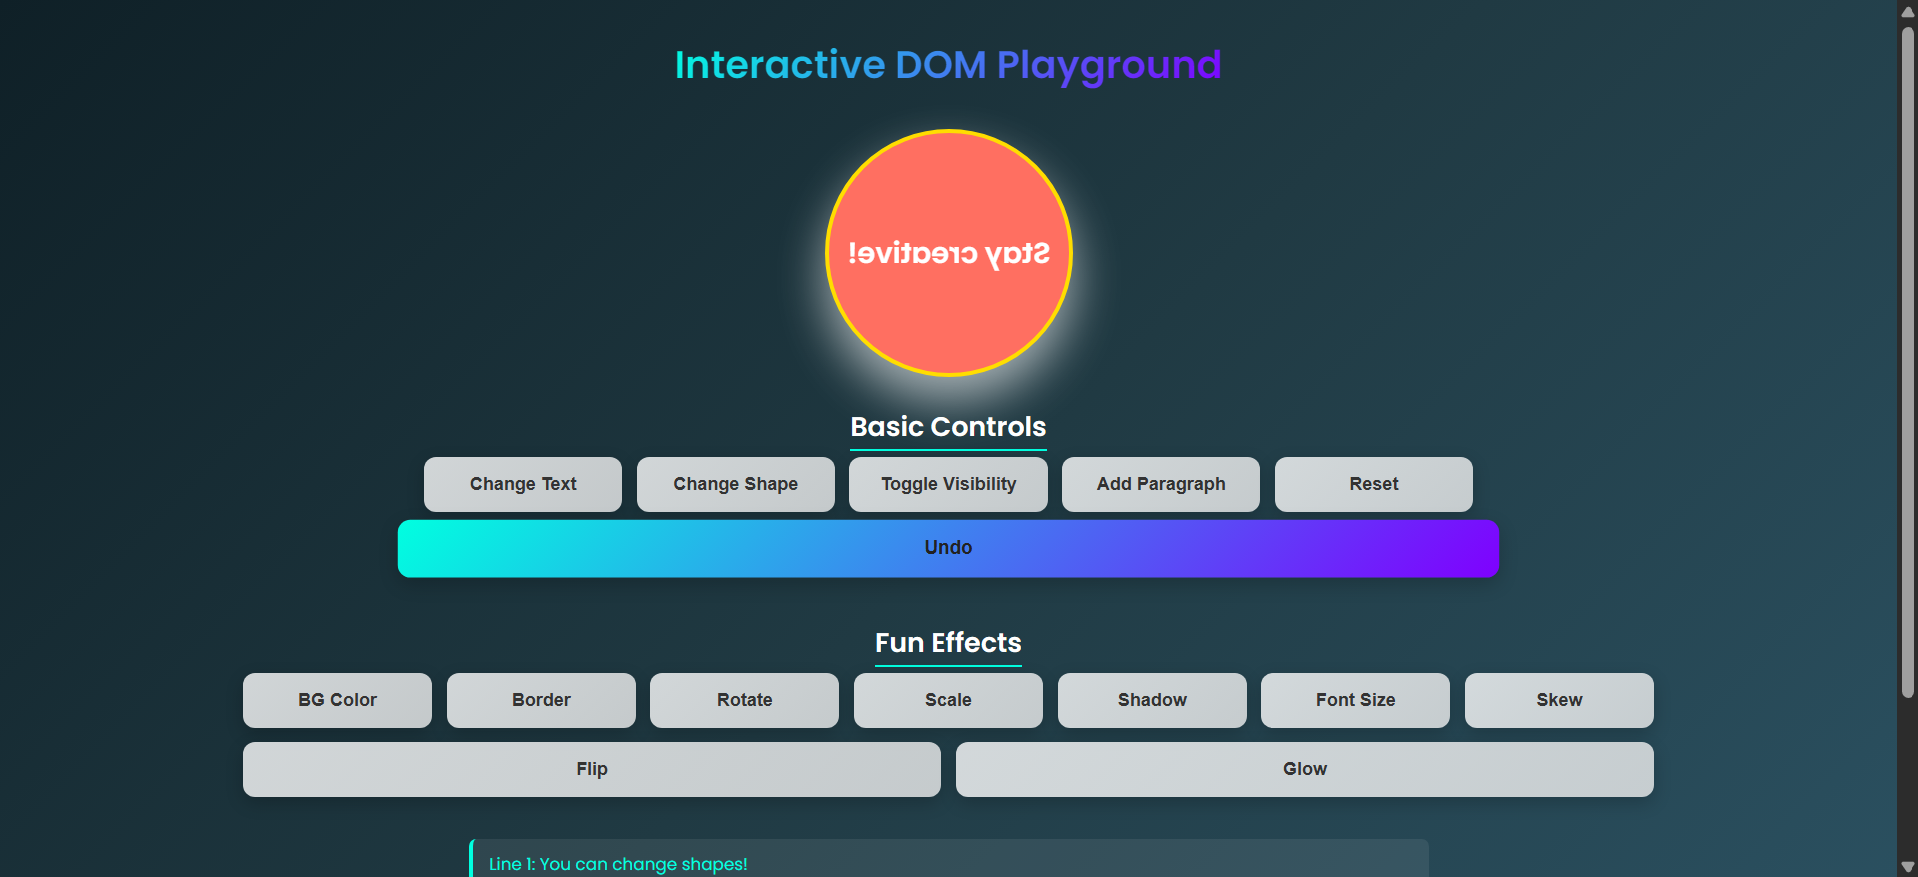 Interactive DOM Playground
Stay creative!
Basic Controls
Change Text
Change Shape
Toggle Visibility
Add Paragraph
Reset
Undo
Fun Effects
BG Color
Border
Rotate
Scale
Shadow
Font Size
Skew
Flip
Glow
Line 1: You can change shapes!